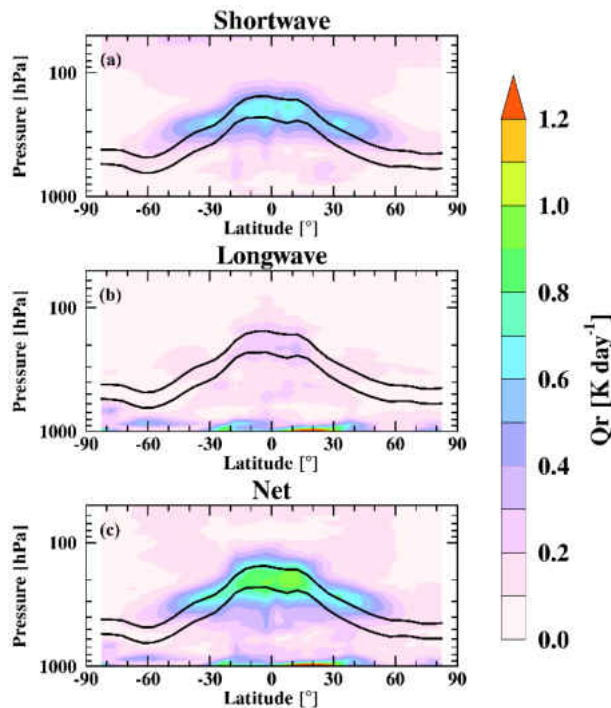 Shortwave
(a)
Pressure [hPa]
100
1000
-90 -60 -30 0 30 60 90
Latitude [°]
Longwave
(b)
Pressure [hPa]
100
1000
-90 -60 -30 0 30 60 90
Latitude [°]
Net
(c)
Pressure [hPa]
100
1000
-90 -60 -30 0 30 60 90
Latitude [°]
1.2
1.0
0.8
0.6
0.4
0.2
0.0
Qr [K day-1]